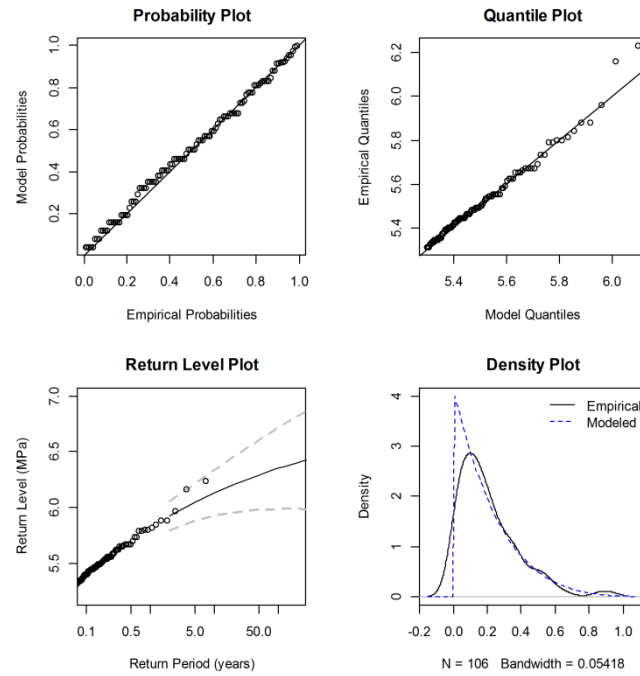 Probability Plot
Model Probabilities
0.2 0.4 0.6 0.8 1.0
0.0 0.2 0.4 0.6 0.8 1.0
Empirical Probabilities
Quantile Plot
Empirical Quantiles
5.4 5.6 5.8 6.0 6.2
5.4 5.6 5.8 6.0
Model Quantiles
Return Level Plot
Return Level (MPa)
5.5 6.0 6.5 7.0
0.1 0.5 5.0 50.0
Return Period (years)
Density Plot
Density
0 1 2 3 4
Empirical
Modeled
-0.2 0.0 0.2 0.4 0.6 0.8 1.0
N = 106 Bandwidth = 0.05418